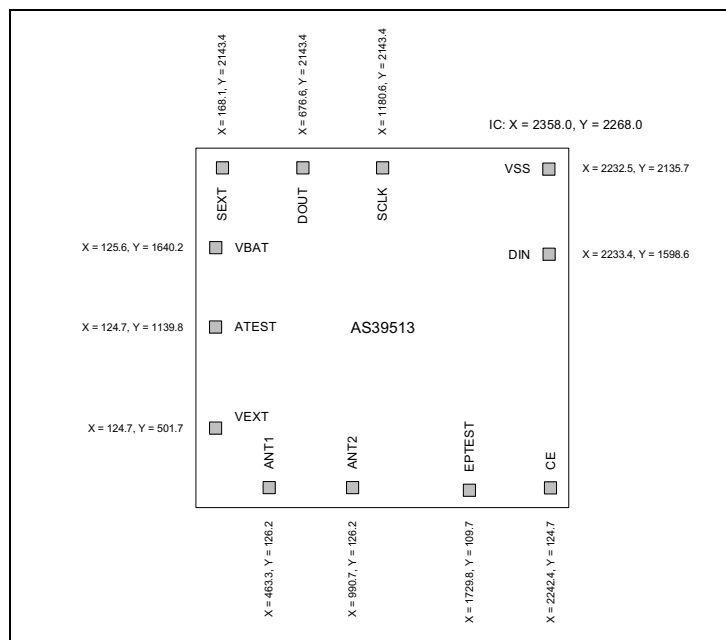 X = 168.1, Y = 2143.4
X = 676.6, Y = 2143.4
X = 1180.6, Y = 2143.4
IC: X = 2358.0, Y = 2268.0
SEXT
DOUT
SCLK
VSS
X = 2232.5, Y = 2135.7
X = 125.6, Y = 1640.2
VBAT
DIN
X = 2233.4, Y = 1598.6
X = 124.7, Y = 1139.8
ATEST
AS39513
X = 124.7, Y = 501.7
VEXT
ANT1
ANT2
EPTEST
CE
X = 463.3, Y = 126.2
X = 990.7, Y = 126.2
X = 1729.8, Y = 109.7
X = 2242.4, Y = 124.7